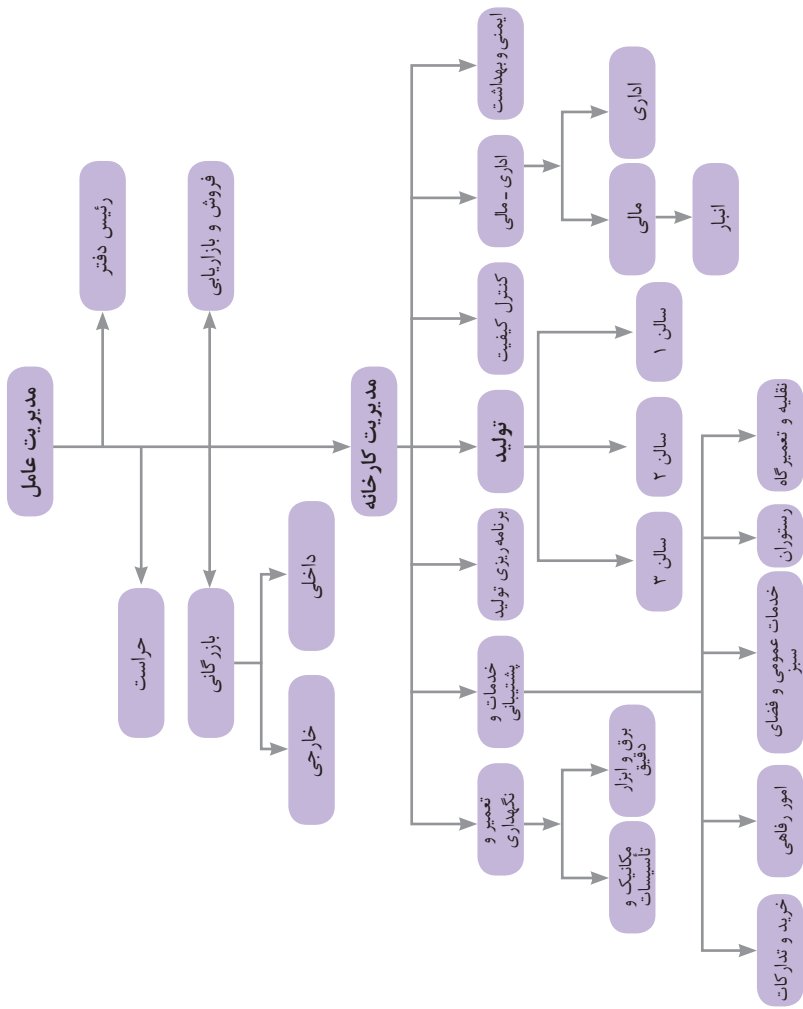 مدیریت عامل
رئیس دفتر
حراست
فروش و بازاریابی
بازرگانی
داخلی
خارجی
مدیریت کارخانه
ایمنی و بهداشت
اداری - مالی
کنترل کیفیت
تولید
برنامه ریزی تولید
خدمات و
پشتیبانی
تعمیر و
نگهداری
اداری
مالی
انبار
سالن ۱
سالن ۲
سالن ۳
برق و ابزار
دقیق
مکانیک و
تأسیسات
نقلیه و تعمیرگاه
رستوران
خدمات عمومی و فضای
سبز
امور رفاهی
خرید و تدارکات